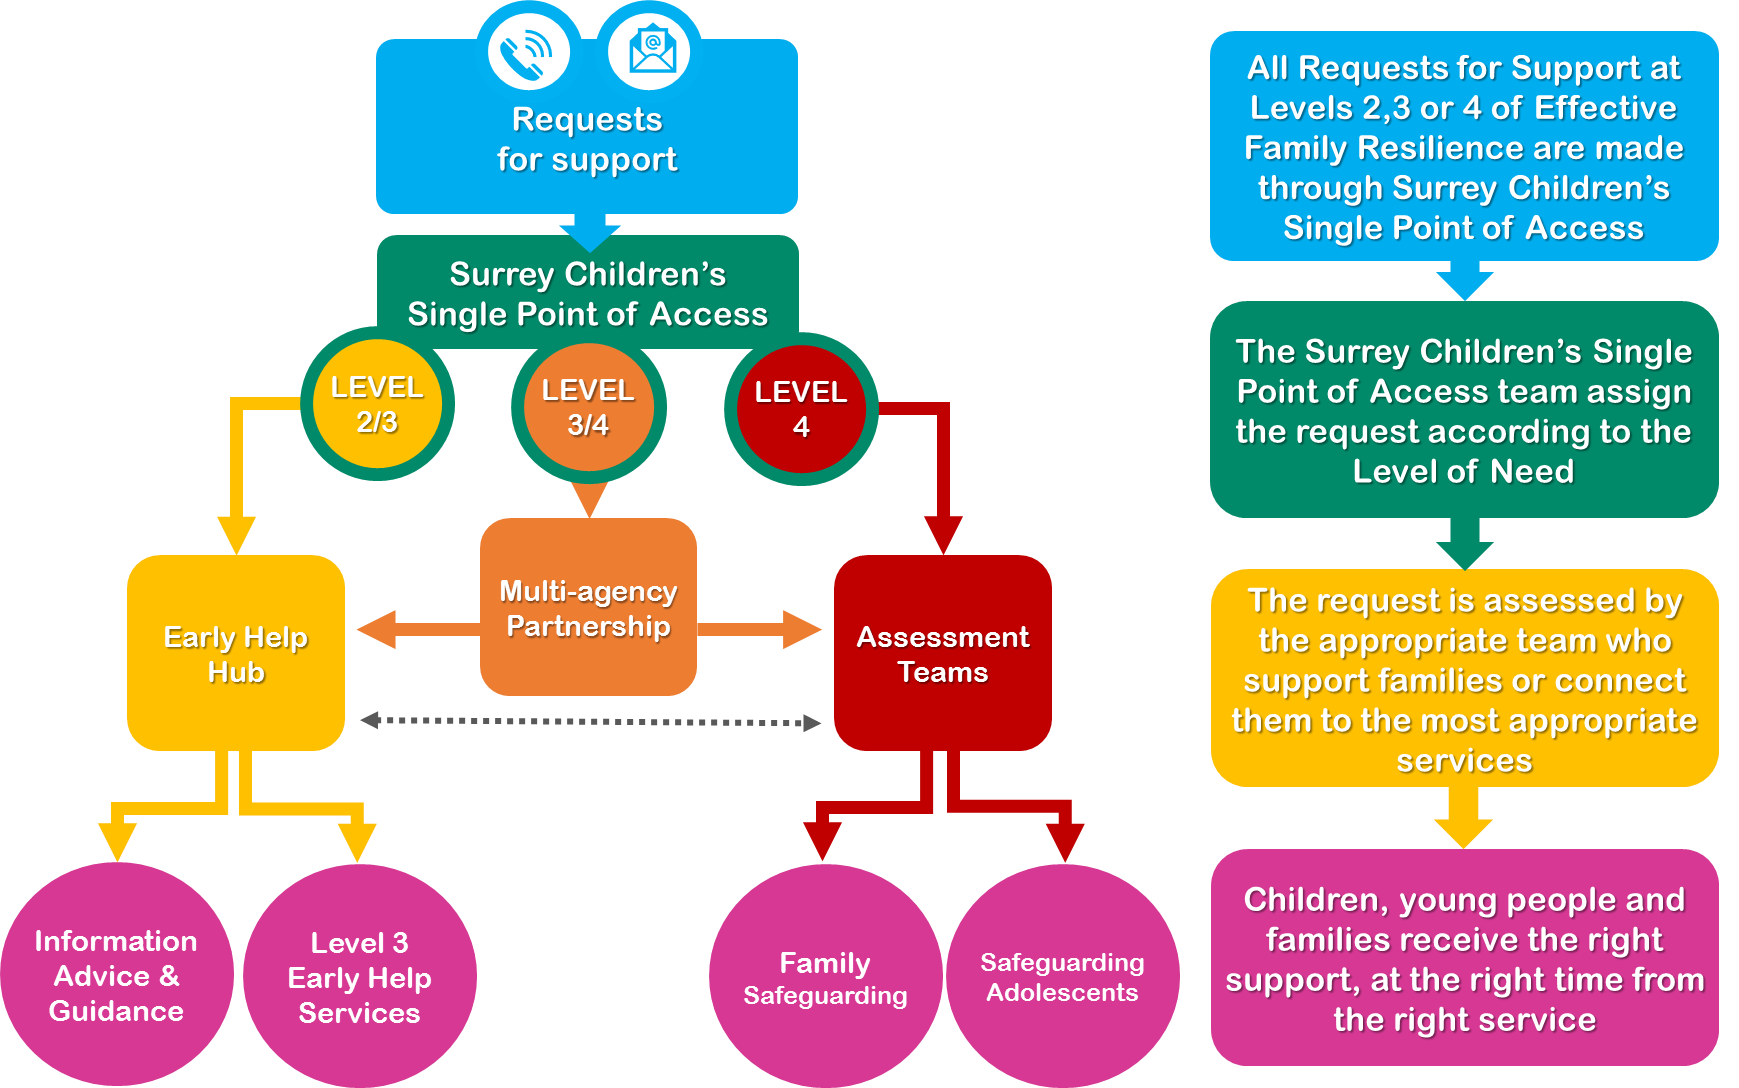 Requests
for support
Surrey Children's
Single Point of Access
LEVEL
2/3
LEVEL
3/4
LEVEL
4
Multi-agency
Partnership
Early Help
Hub
Assessment
Teams
Information
Advice &
Guidance
Level 3
Early Help
Services
Family
Safeguarding
Safeguarding
Adolescents
All Requests for Support at
Levels 2,3 or 4 of Effective
Family Resilience are made
through Surrey Children's
Single Point of Access
The Surrey Children's Single
Point of Access team assign
the request according to the
Level of Need
The request is assessed by
the appropriate team who
support families or connect
them to the most appropriate
services
Children, young people and
families receive the right
support, at the right time from
the right service